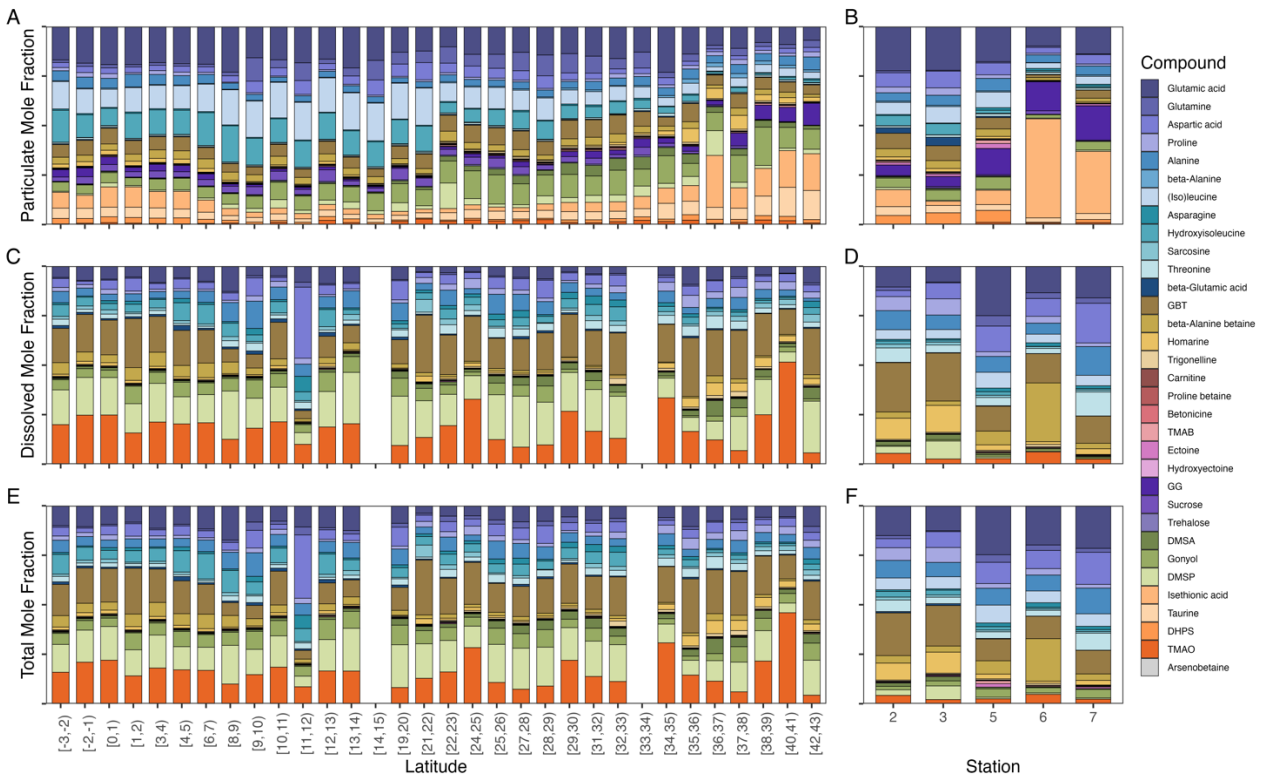 A
B
Particulate Mole Fraction
C
D
Dissolved Mole Fraction
E
F
Total Mole Fraction
[-3,-2)
[-2,-1)
[0,1)
[1,2)
[3,4)
[4,5)
[6,7)
[8,9)
[9,10)
[10,11)
[11,12)
[12,13)
[13,14)
[14,15)
[19,20)
[21,22)
[22,23)
[24,25)
[25,26)
[27,28)
[28,29)
[29,30)
[31,32)
[32,33)
[33,34)
[34,35)
[35,36)
[36,37)
[37,38)
[38,39)
[40,41)
[42,43)
Latitude
2 3 5 6 7
Station
Compound
Glutamic acid
Glutamine
Aspartic acid
Proline
Alanine
beta-Alanine
(Iso)leucine
Asparagine
Hydroxyisoleucine
Sarcosine
Threonine
beta-Glutamic acid
GBT
beta-Alanine betaine
Homarine
Trigonelline
Carnitine
Proline betaine
Betonicine
TMAB
Ectoine
Hydroxyectoine
GG
Sucrose
Trehalose
DMSA
Gonyol
DMSP
Isethionic acid
Taurine
DHPS
TMAO
Arsenobetaine